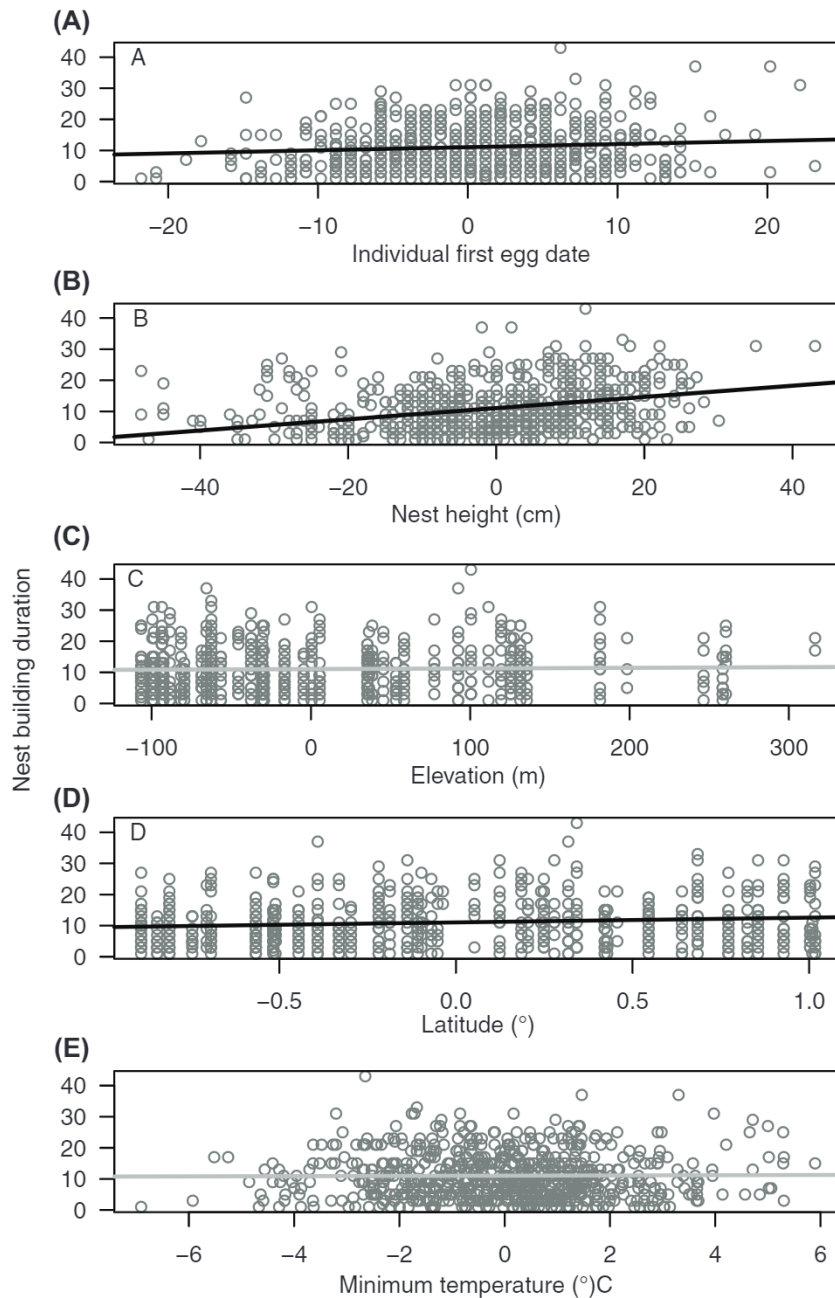 (A)
A
40
30
20
10
0
−20 −10 0 10 20
Individual first egg date
(B)
B
40
30
20
10
0
−40 −20 0 20 40
Nest height (cm)
(C)
C
40
30
20
10
0
−100 0 100 200 300
Elevation (m)
Nest building duration
(D)
D
40
30
20
10
0
−0.5 0.0 0.5 1.0
Latitude (°)
(E)
40
30
20
10
0
−6 −4 −2 0 2 4 6
Minimum temperature (°)C